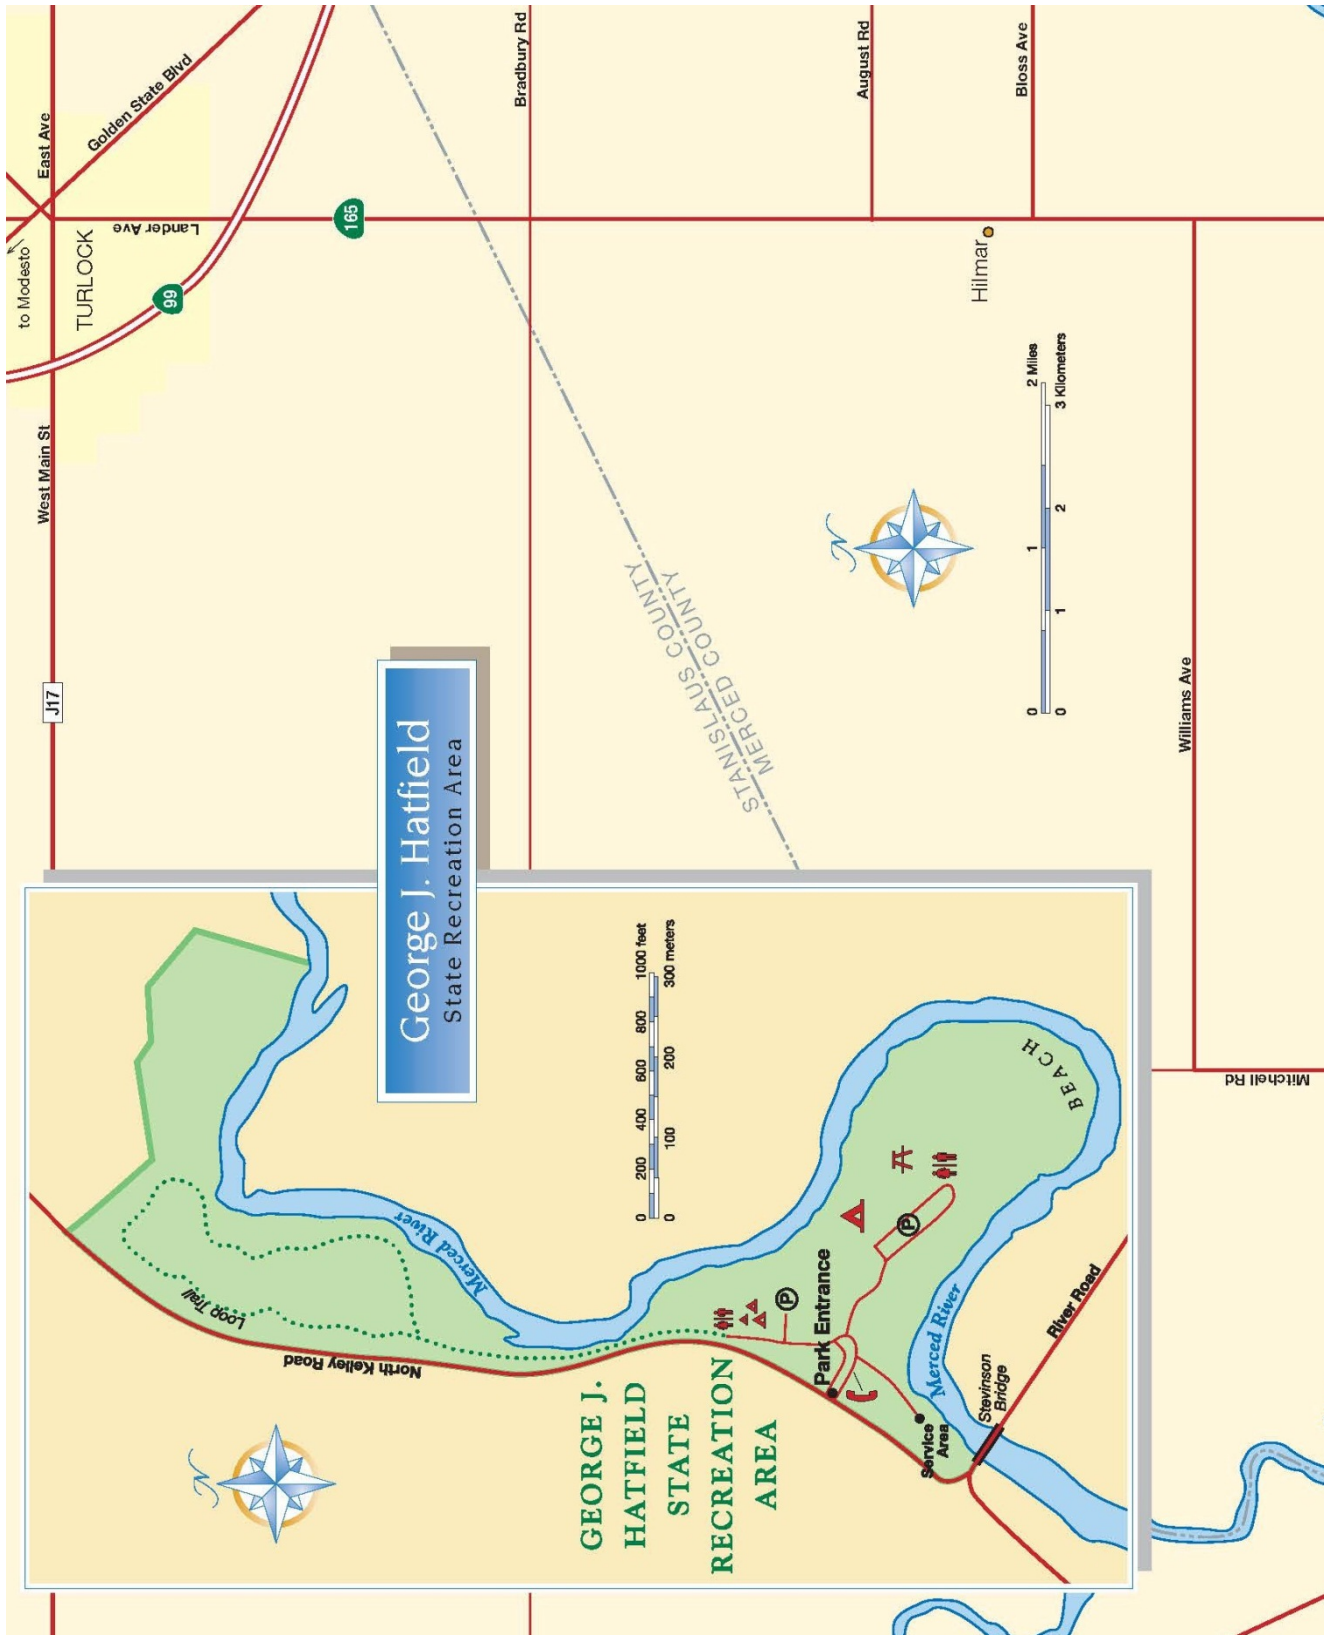 George J. Hatfield
State Recreation Area
East Ave
Golden State Blvd
to Modesto
TURLOCK
Lander Ave
99
165
West Main St
J17
Bradbury Rd
August Rd
Bloss Ave
Hilmar
STANISLAUS COUNTY
MERCED COUNTY
N
0 1 2 Miles
0 1 2 3 Kilometers
Williams Ave
Mitchell Rd
N
Loop Trail
North Kelley Road
Merced River
0 200 400 600 800 1000 feet
0 100 200 300 meters
GEORGE J.
HATFIELD
STATE
RECREATION
AREA
P
Park Entrance
P
BEACH
Service
Area
Merced River
Stevinson
Bridge
River Road